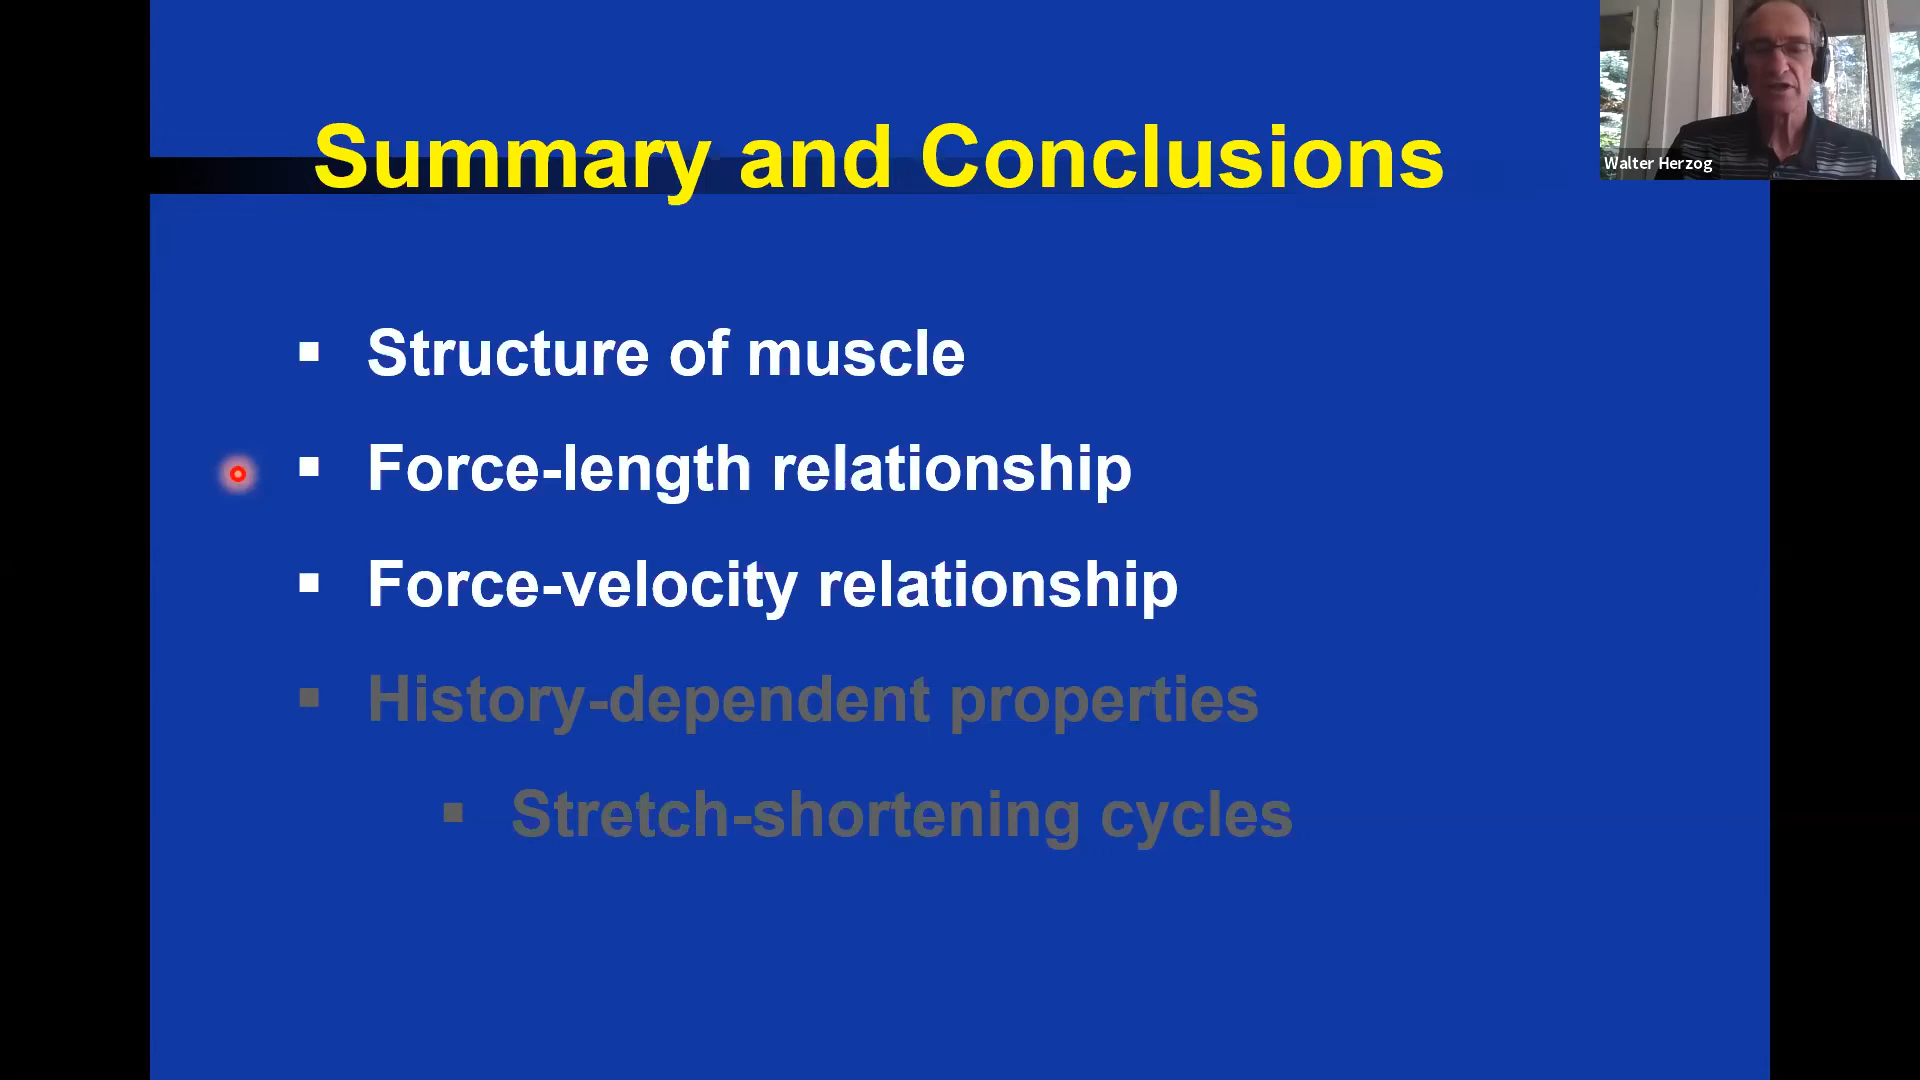 Summary and Conclusions
Walter Herzog
▪ Structure of muscle
▪ Force-length relationship
▪ Force-velocity relationship
▪ History-dependent properties
▪ Stretch-shortening cycles